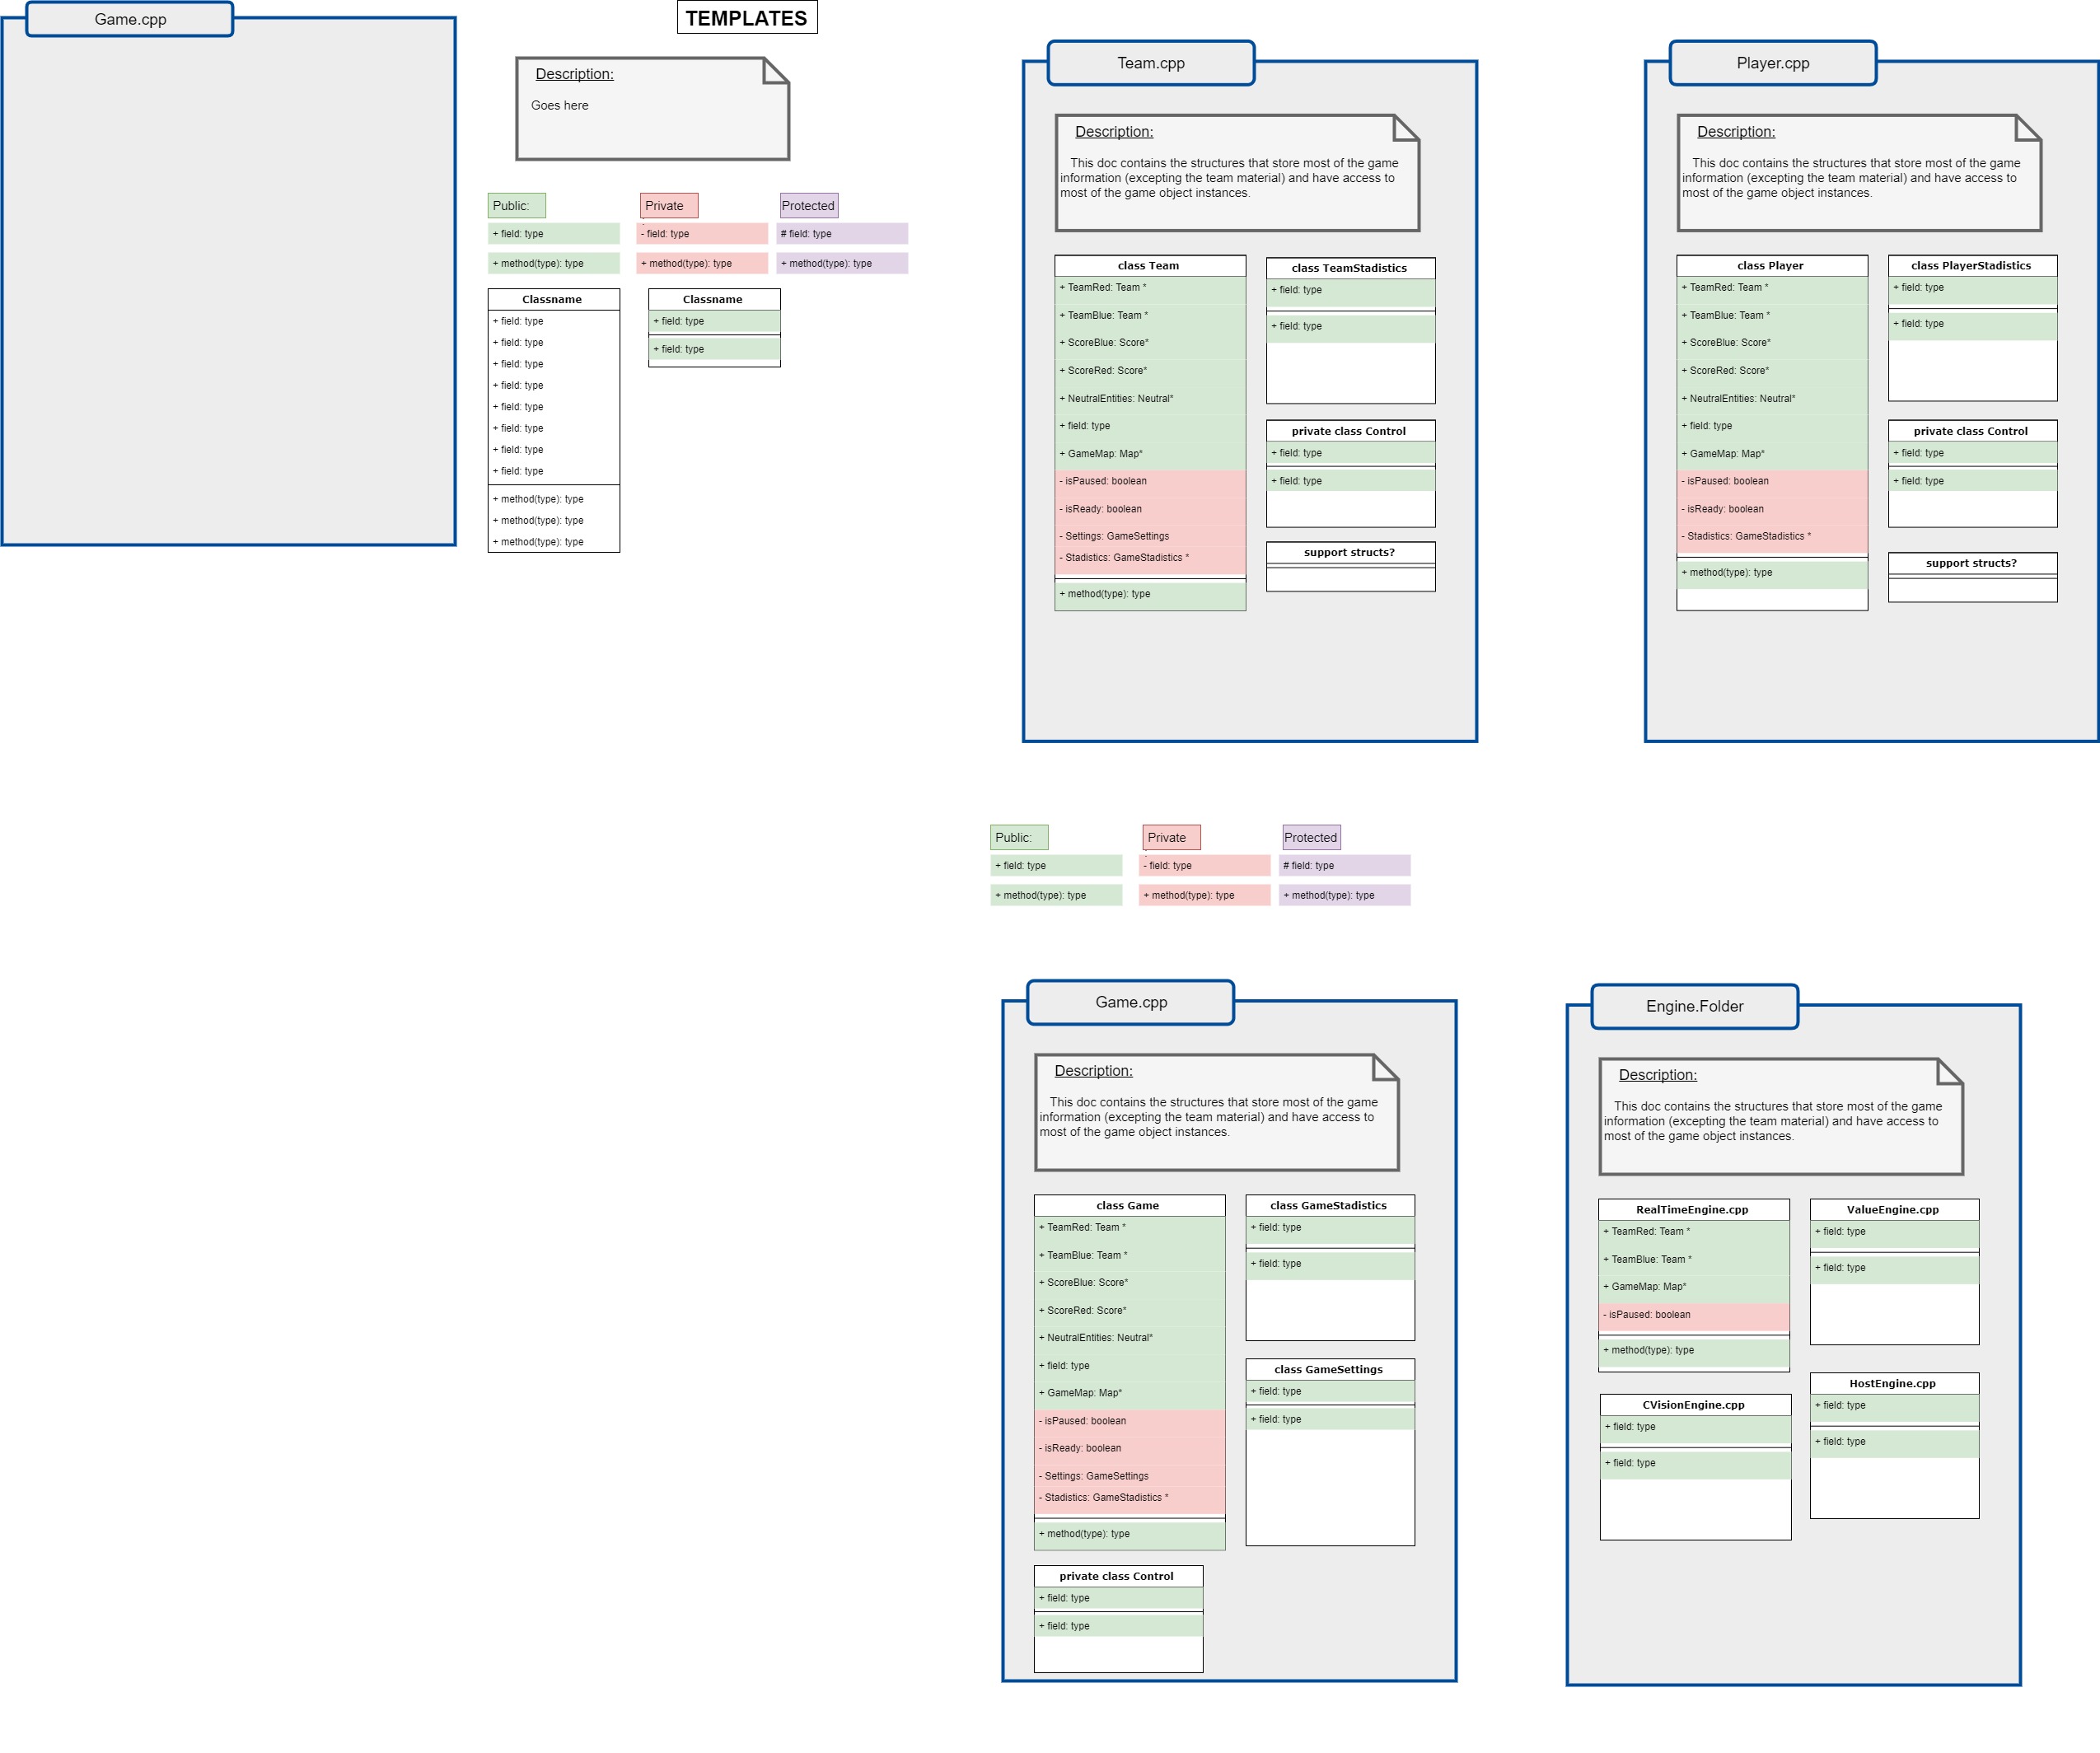 Game.cpp
TEMPLATES
Description:
Goes here
Public:
Private
:
Protected
+ field: type
- field: type
# field: type
+ method(type): type
+ method(type): type
+ method(type): type
Classname
+ field: type
+ field: type
+ field: type
+ field: type
+ field: type
+ field: type
+ field: type
+ field: type
+ method(type): type
+ method(type): type
+ method(type): type
Classname
+ field: type
+ field: type
Team.cpp
Description:
This doc contains the structures that store most of the game
information (excepting the team material) and have access to
most of the game object instances.
class Team
+ TeamRed: Team *
+ TeamBlue: Team *
+ ScoreBlue: Score*
+ ScoreRed: Score*
+ NeutralEntities: Neutral*
+ field: type
+ GameMap: Map*
- isPaused: boolean
- isReady: boolean
- Settings: GameSettings
- Stadistics: GameStadistics *
+ method(type): type
class TeamStadistics
+ field: type
+ field: type
private class Control
+ field: type
+ field: type
support structs?
Player.cpp
Description:
This doc contains the structures that store most of the game
information (excepting the team material) and have access to
most of the game object instances.
class Player
+ TeamRed: Team *
+ TeamBlue: Team *
+ ScoreBlue: Score*
+ ScoreRed: Score*
+ NeutralEntities: Neutral*
+ field: type
+ GameMap: Map*
- isPaused: boolean
- isReady: boolean
- Stadistics: GameStadistics *
+ method(type): type
class PlayerStadistics
+ field: type
+ field: type
private class Control
+ field: type
+ field: type
support structs?
Public:
Private
:
Protected
+ field: type
- field: type
# field: type
+ method(type): type
+ method(type): type
+ method(type): type
Game.cpp
Description:
This doc contains the structures that store most of the game
information (excepting the team material) and have access to
most of the game object instances.
class Game
+ TeamRed: Team *
+ TeamBlue: Team *
+ ScoreBlue: Score*
+ ScoreRed: Score*
+ NeutralEntities: Neutral*
+ field: type
+ GameMap: Map*
- isPaused: boolean
- isReady: boolean
- Settings: GameSettings
- Stadistics: GameStadistics *
+ method(type): type
class GameStadistics
+ field: type
+ field: type
class GameSettings
+ field: type
+ field: type
private class Control
+ field: type
+ field: type
Engine.Folder
Description:
This doc contains the structures that store most of the game
information (excepting the team material) and have access to
most of the game object instances.
RealTimeEngine.cpp
+ TeamRed: Team *
+ TeamBlue: Team *
+ GameMap: Map*
- isPaused: boolean
+ method(type): type
ValueEngine.cpp
+ field: type
+ field: type
CVisionEngine.cpp
+ field: type
+ field: type
HostEngine.cpp
+ field: type
+ field: type